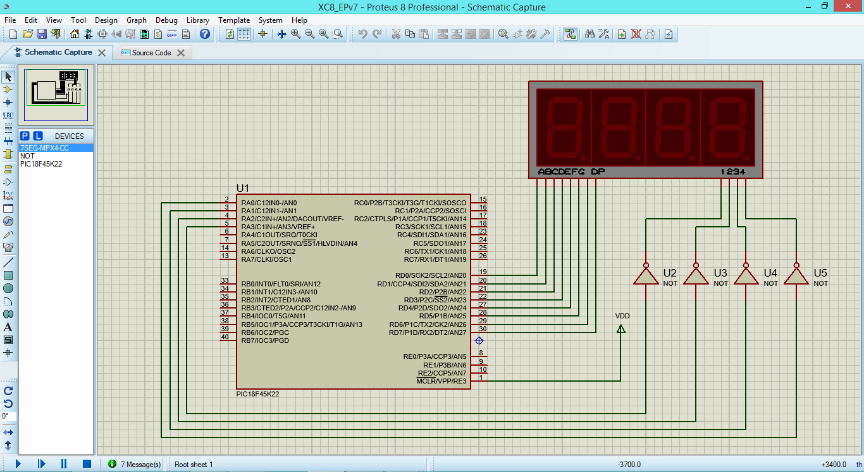 XC8_EPv7 - Proteus 8 Professional - Schematic Capture
File Edit View Tool Design Graph Debug Library Template System Help
Schematic Capture Source Code
P L DEVICES
7SEG-MPX4-CC
NOT
PIC18F45K22
ABCDEFG DP 1234
U1
2 RA0/C12IN0-/AN0 RC0/P2B/T3CKI/T3G/T1CKI/SOSCO 15
3 RA1/C12IN1-/AN1 RC1/P2A/CCP2/SOSCI 16
4 RA2/C2IN+/AN2/DACOUT/VREF- RC2/CTPLS/P1A/CCP1/T5CKI/AN14 17
5 RA3/C1IN+/AN3/VREF+ RC3/SCK1/SCL1/AN15 18
6 RA4/C1OUT/SRQ/T0CKI RC4/SDI1/SDA1/AN16 23
7 RA5/C2OUT/SRNQ/SS1/HLVDIN/AN4 RC5/SDO1/AN17 24
14 RA6/CLKO/OSC2 RC6/TX1/CK1/AN18 25
13 RA7/CLKI/OSC1 RC7/RX1/DT1/AN19 26
RD0/SCK2/SCL2/AN20 19
33 RB0/INT0/FLT0/SRI/AN12 RD1/CCP4/SDI2/SDA2/AN21 20
34 RB1/INT1/C12IN3-/AN10 RD2/P2B/AN22 21
35 RB2/INT2/CTED1/AN8 RD3/P2C/SS2/AN23 22
36 RB3/CTED2/P2A/CCP2/C12IN2-/AN9 RD4/P2D/SDO2/AN24 27
37 RB4/IOC0/T5G/AN11 RD5/P1B/AN25 28
38 RB5/IOC1/P3A/CCP3/T3CKI/T1G/AN13 RD6/P1C/TX2/CK2/AN26 29
39 RB6/IOC2/PGC RD7/P1D/RX2/DT2/AN27 30
40 RB7/IOC3/PGD
RE0/P3A/CCP3/AN5 8
RE1/P3B/AN6 9
RE2/CCP5/AN7 10
MCLR/VPP/RE3 1
PIC18F45K22
U2 U3 U4 U5
NOT NOT NOT NOT
VDD
0°
7 Message(s) Root sheet 1 -3700.0 +3400.0 th